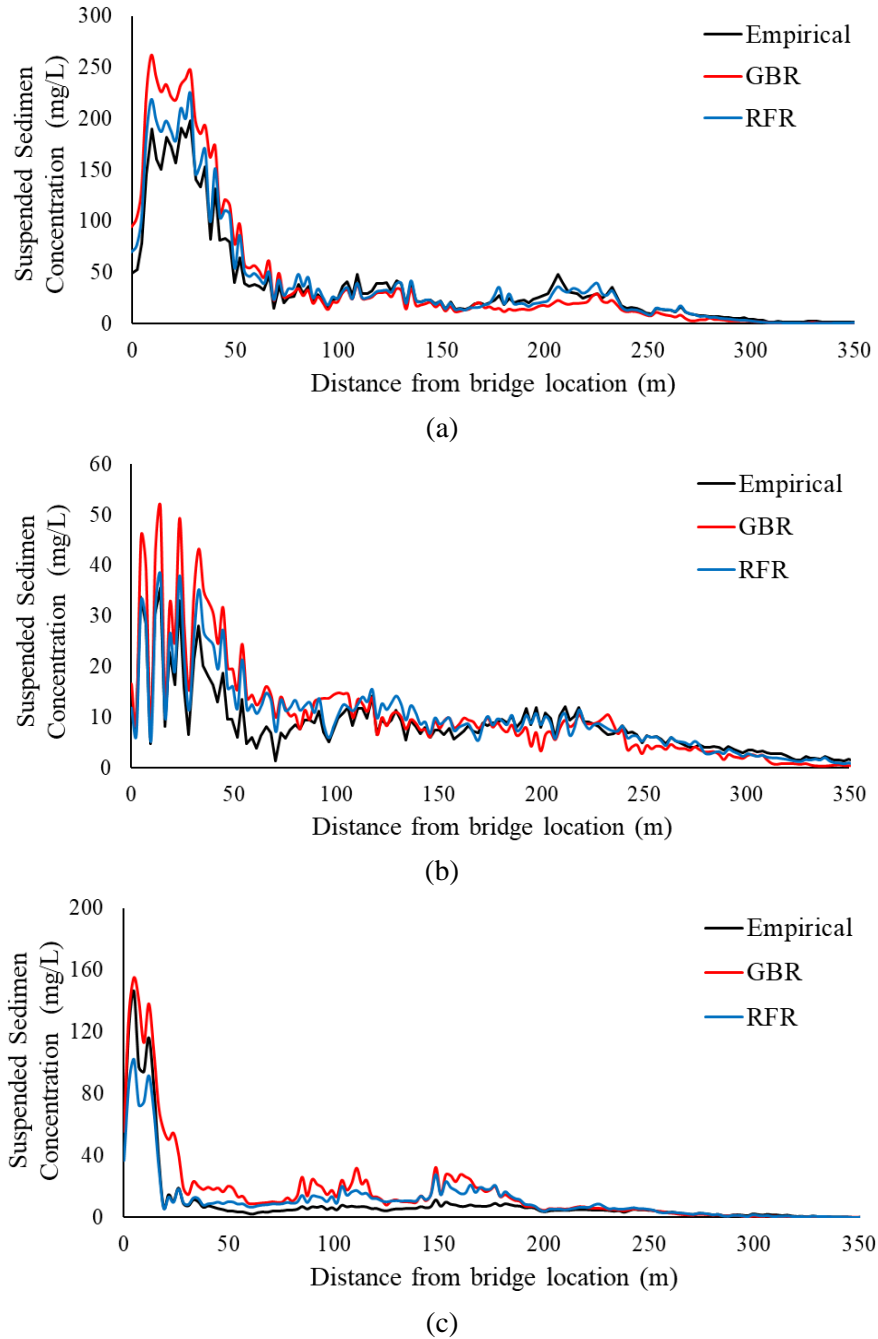 300
250
200
150
100
50
0
Suspended Sedimen
Concentration (mg/L)
Empirical
GBR
RFR
0 50 100 150 200 250 300 350
Distance from bridge location (m)
(a)
60
50
40
30
20
10
0
Suspended Sedimen
Concentration (mg/L)
Empirical
GBR
RFR
0 50 100 150 200 250 300 350
Distance from bridge location (m)
(b)
200
160
120
80
40
0
Suspended Sedimen
Concentration (mg/L)
Empirical
GBR
RFR
0 50 100 150 200 250 300 350
Distance from bridge location (m)
(c)